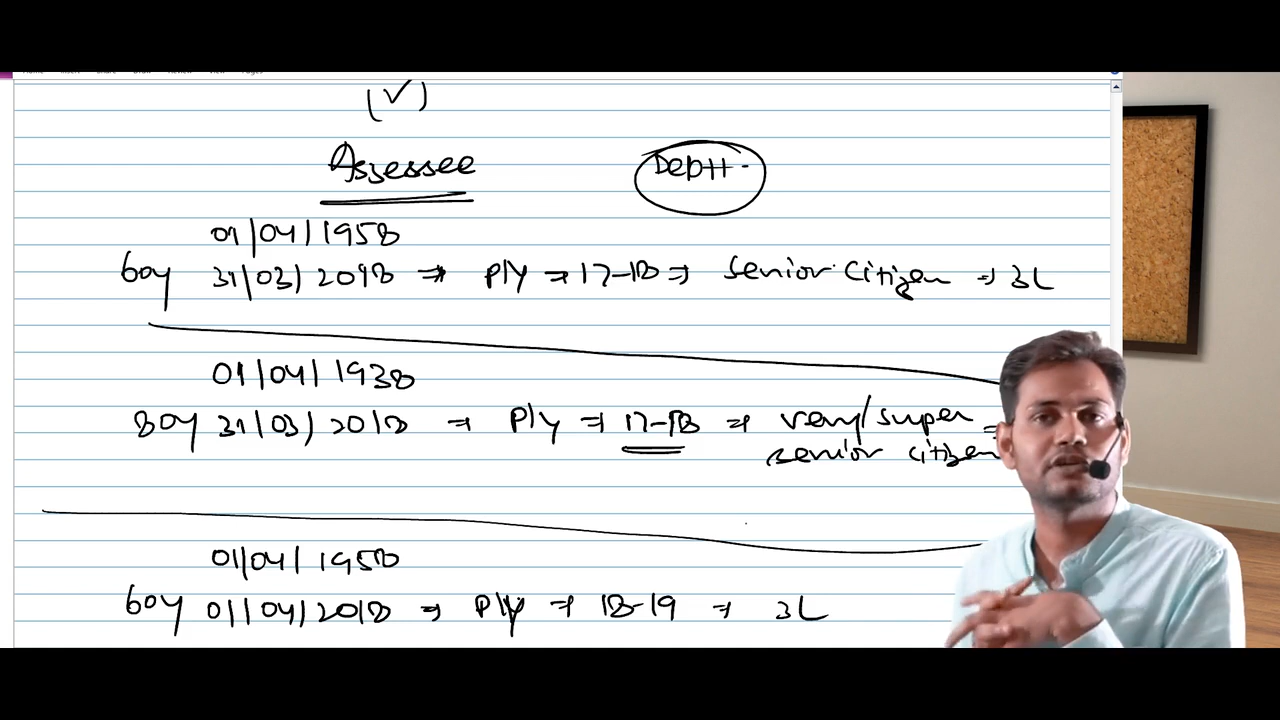 (✓)
Assessee Deptt.
01/04/1958
60y 31/03/2018 ⇒ P/Y ⇒ 17-18 ⇒ Senior Citizen ⇒ 3L
01/04/1938
80y 31/03/2018 ⇒ P/Y ⇒ 17-18 ⇒ very/super =
senior citizen
01/04/1958
60y 01/04/2018 ⇒ P/Y ⇒ 18-19 ⇒ 3L